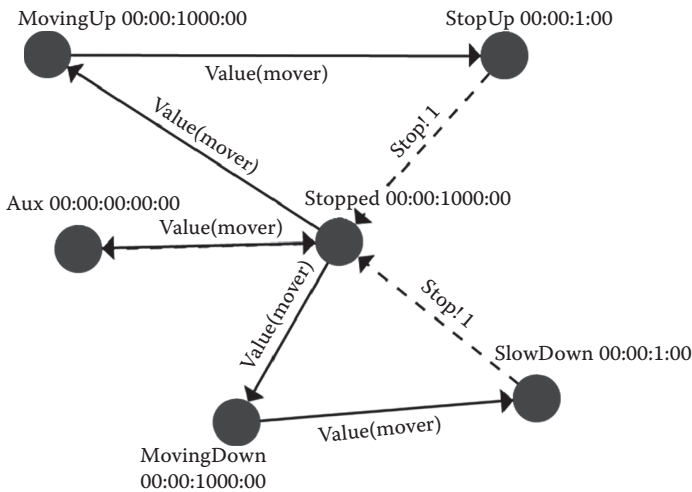 MovingUp 00:00:1000:00
StopUp 00:00:1:00
Value(mover)
Value(mover)
Stop! 1
Aux 00:00:00:00:00
Value(mover)
Stopped 00:00:1000:00
Value(mover)
Stop! 1
SlowDown 00:00:1:00
Value(mover)
MovingDown
00:00:1000:00